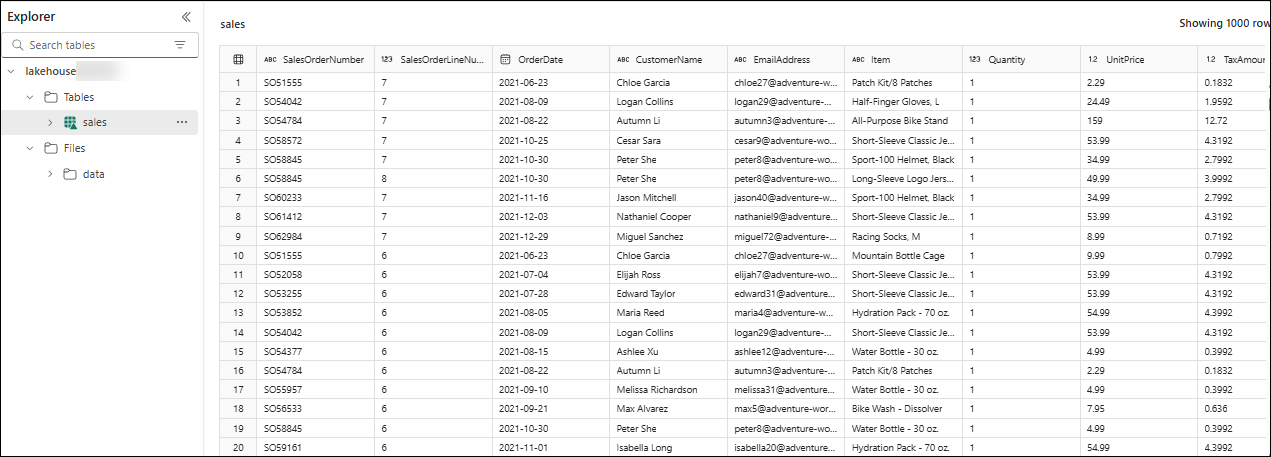 Explorer
Search tables
lakehouse
Tables
sales
Files
data
sales
Showing 1000 row
ABC SalesOrderNumber 123 SalesOrderLineNu... OrderDate ABC CustomerName ABC EmailAddress ABC Item 123 Quantity 1.2 UnitPrice 1.2 TaxAmoun
1 SO51555 7 2021-06-23 Chloe Garcia chloe27@adventure-wo... Patch Kit/8 Patches 1 2.29 0.1832
2 SO54042 7 2021-08-09 Logan Collins logan29@adventure-... Half-Finger Gloves, L 1 24.49 1.9592
3 SO54784 7 2021-08-22 Autumn Li autumn3@adventure-... All-Purpose Bike Stand 1 159 12.72
4 SO58572 7 2021-10-25 Cesar Sara cesar9@adventure-wo... Short-Sleeve Classic Je... 1 53.99 4.3192
5 SO58845 7 2021-10-30 Peter She peter8@adventure-wo... Sport-100 Helmet, Black 1 34.99 2.7992
6 SO58845 8 2021-10-30 Peter She peter8@adventure-wo... Long-Sleeve Logo Jers... 1 49.99 3.9992
7 SO60233 7 2021-11-16 Jason Mitchell jason40@adventure-w... Sport-100 Helmet, Black 1 34.99 2.7992
8 SO61412 7 2021-12-03 Nathaniel Cooper nathaniel9@adventure... Short-Sleeve Classic Je... 1 53.99 4.3192
9 SO62984 7 2021-12-29 Miguel Sanchez miguel72@adventure-... Racing Socks, M 1 8.99 0.7192
10 SO51555 6 2021-06-23 Chloe Garcia chloe27@adventure-wo... Mountain Bottle Cage 1 9.99 0.7992
11 SO52058 6 2021-07-04 Elijah Ross elijah7@adventure-wo... Short-Sleeve Classic Je... 1 53.99 4.3192
12 SO53255 6 2021-07-28 Edward Taylor edward31@adventure... Short-Sleeve Classic Je... 1 53.99 4.3192
13 SO53852 6 2021-08-05 Maria Reed maria4@adventure-w... Hydration Pack - 70 oz. 1 54.99 4.3992
14 SO54042 6 2021-08-09 Logan Collins logan29@adventure-... Short-Sleeve Classic Je... 1 53.99 4.3192
15 SO54377 6 2021-08-15 Ashlee Xu ashlee12@adventure-... Water Bottle - 30 oz. 1 4.99 0.3992
16 SO54784 6 2021-08-22 Autumn Li autumn3@adventure-... Patch Kit/8 Patches 1 2.29 0.1832
17 SO55957 6 2021-09-10 Melissa Richardson melissa31@adventure... Water Bottle - 30 oz. 1 4.99 0.3992
18 SO56533 6 2021-09-21 Max Alvarez max5@adventure-wor... Bike Wash - Dissolver 1 7.95 0.636
19 SO58845 6 2021-10-30 Peter She peter8@adventure-wo... Water Bottle - 30 oz. 1 4.99 0.3992
20 SO59161 6 2021-11-01 Isabella Long isabella20@adventure... Hydration Pack - 70 oz. 1 54.99 4.3992